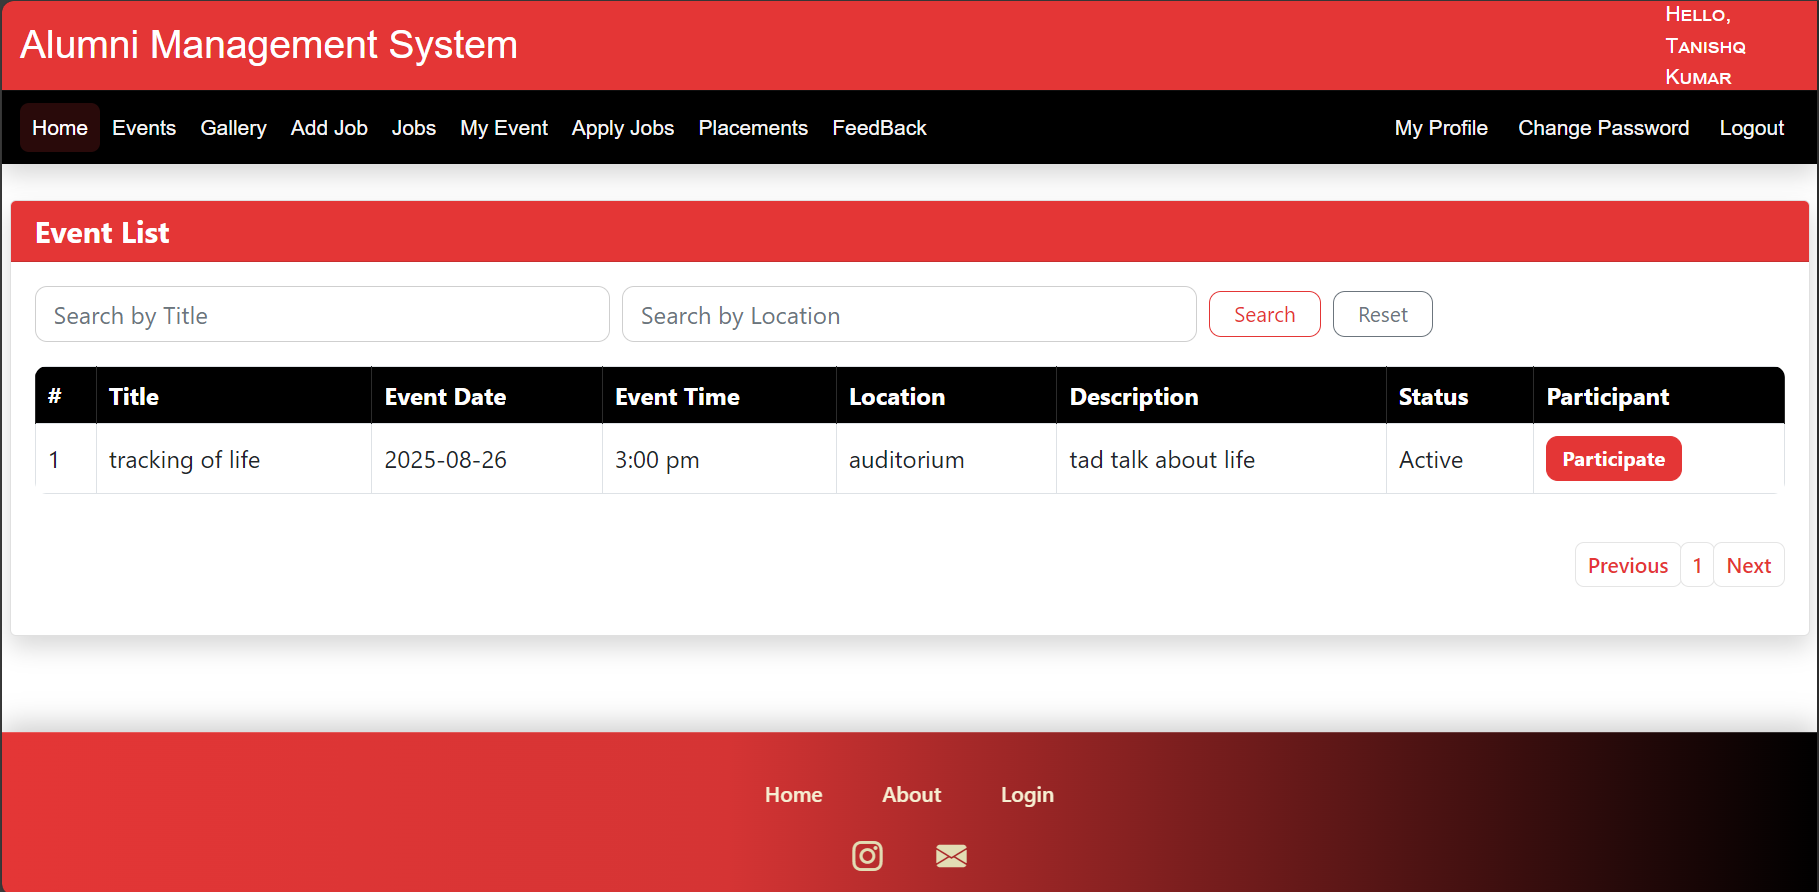 Alumni Management System
Hello,
Tanishq
Kumar
Home Events Gallery Add Job Jobs My Event Apply Jobs Placements FeedBack My Profile Change Password Logout
Event List
Search by Title Search by Location Search Reset
# Title Event Date Event Time Location Description Status Participant
1 tracking of life 2025-08-26 3:00 pm auditorium tad talk about life Active Participate
Previous 1 Next
Home About Login